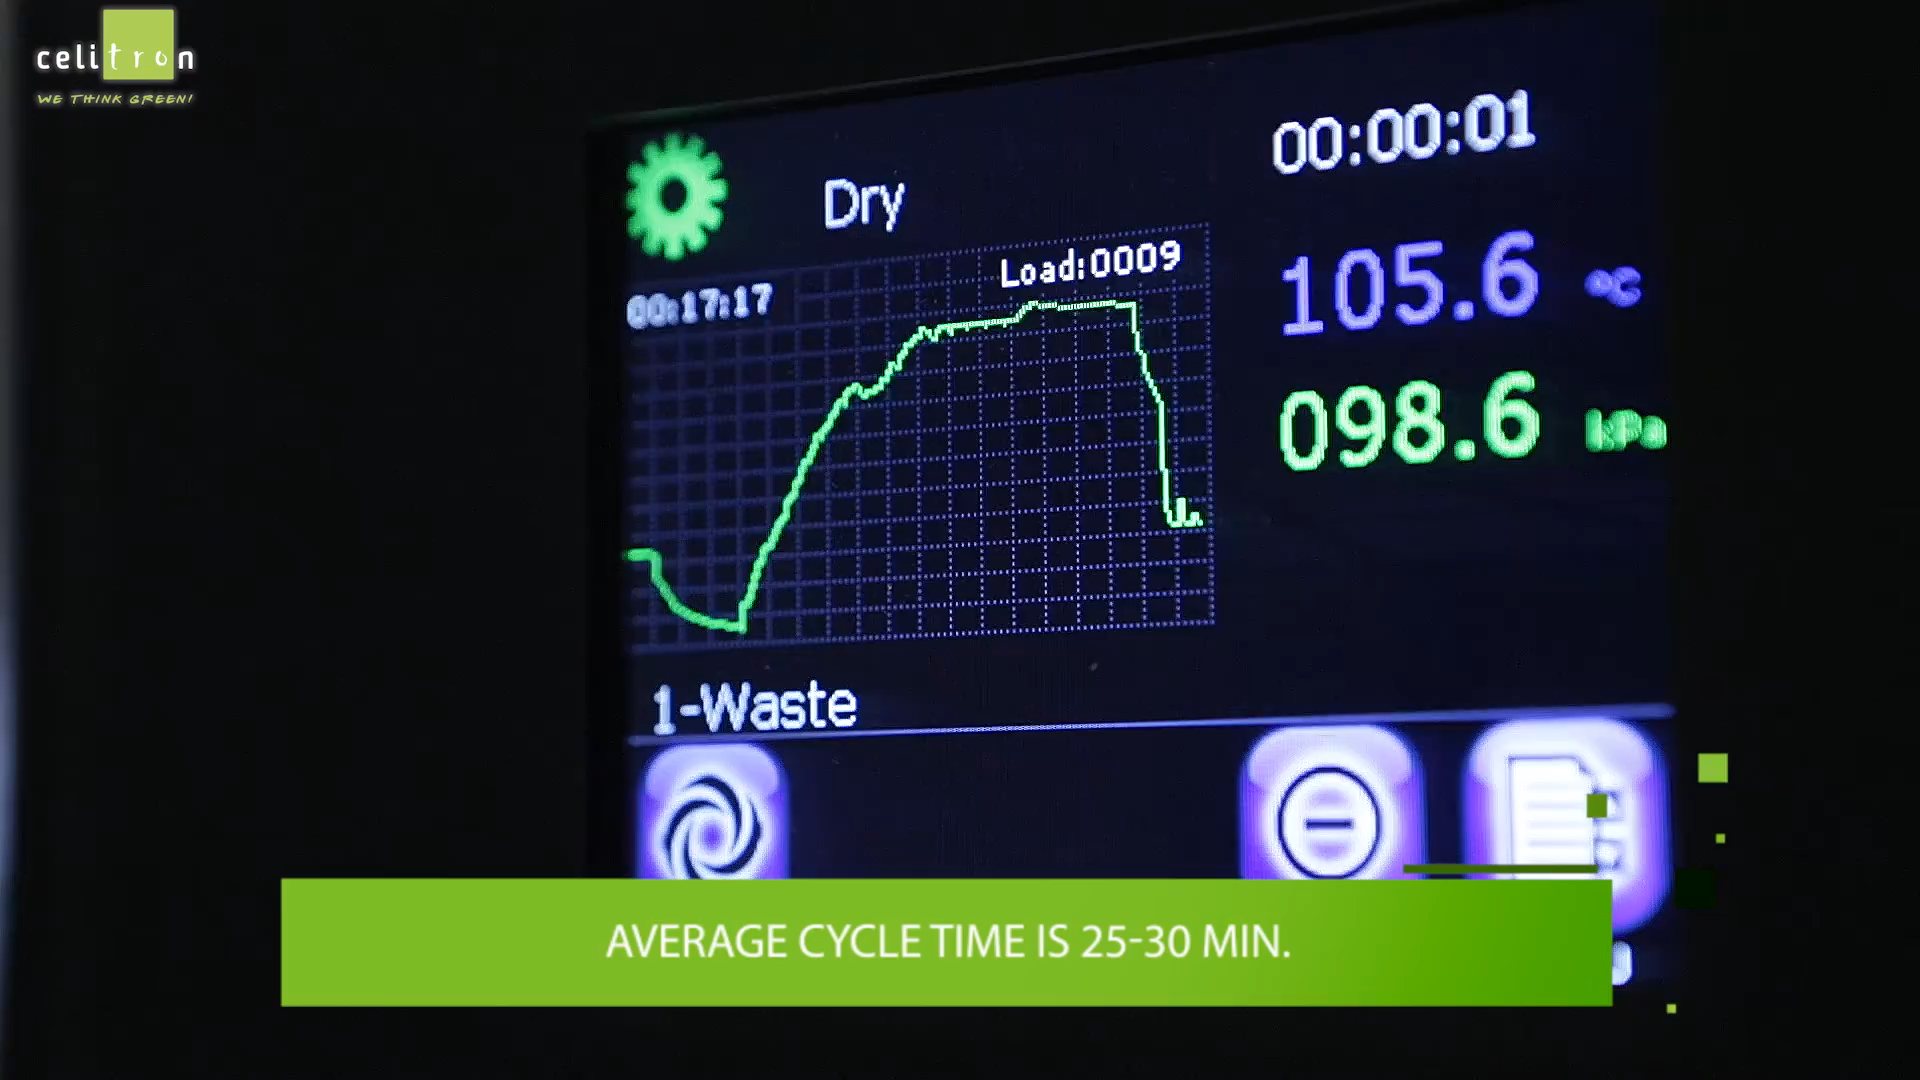 celitron
WE THINK GREEN!
00:00:01
Dry
Load:0009
00:17:17
105.6 °C
098.6 kPa
1-Waste
AVERAGE CYCLE TIME IS 25-30 MIN.